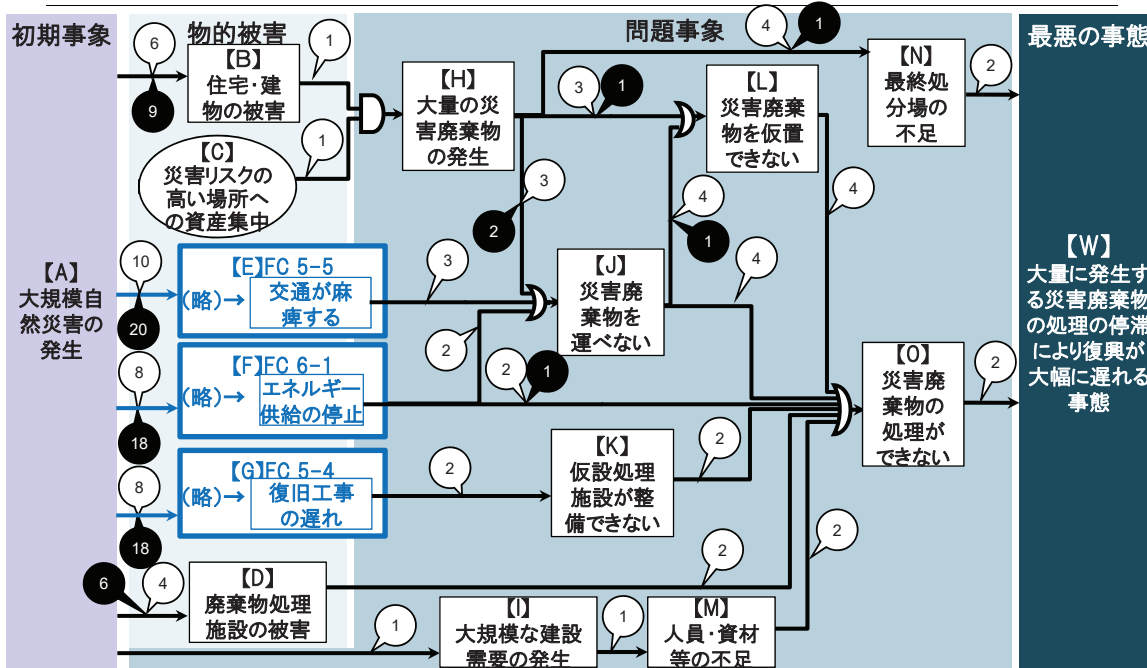 初期事象
物的被害
問題事象
最悪の事態
6
9
【B】
住宅・建
物の被害
1
【C】
災害リスクの
高い場所へ
の資産集中
1
【H】
大量の災
害廃棄物
の発生
4
1
3
1
【L】
災害廃棄
物を仮置
できない
【N】
最終処
分場の
不足
2
3
2
4
1
4
【A】
大規模自
然災害の
発生
10
20
【E】FC 5-5
(略)→
交通が麻
痺する
3
【J】
災害廃
棄物を
運べない
4
8
18
【F】FC 6-1
(略)→
エネルギー
供給の停止
2
2
1
【O】
災害廃
棄物の
処理が
できない
2
【W】
大量に発生す
る災害廃棄物
の処理の停滞
により復興が
大幅に遅れる
事態
8
18
【G】FC 5-4
(略)→
復旧工事
の遅れ
2
【K】
仮設処理
施設が整
備できない
2
6
4
【D】
廃棄物処理
施設の被害
2
2
1
【I】
大規模な建設
需要の発生
1
【M】
人員・資材
等の不足